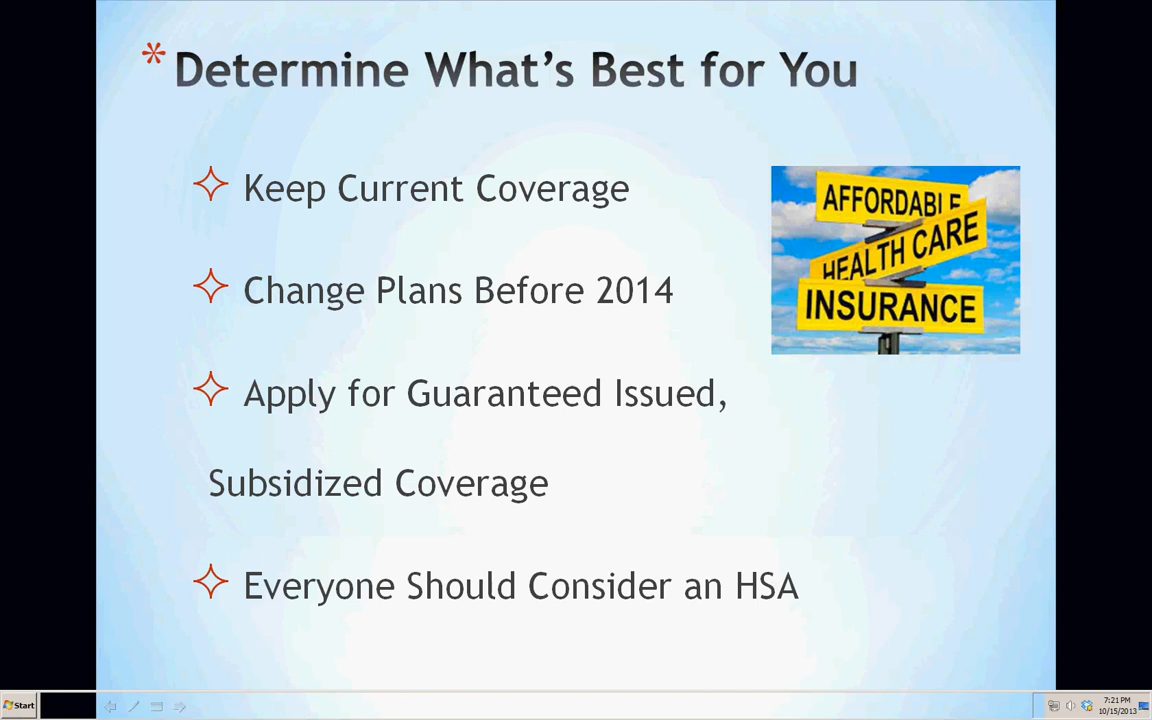 * Determine What's Best for You
Keep Current Coverage
Change Plans Before 2014
Apply for Guaranteed Issued,
Subsidized Coverage
Everyone Should Consider an HSA
AFFORDABLE
HEALTH CARE
INSURANCE
Start
7:21 PM
10/15/2013